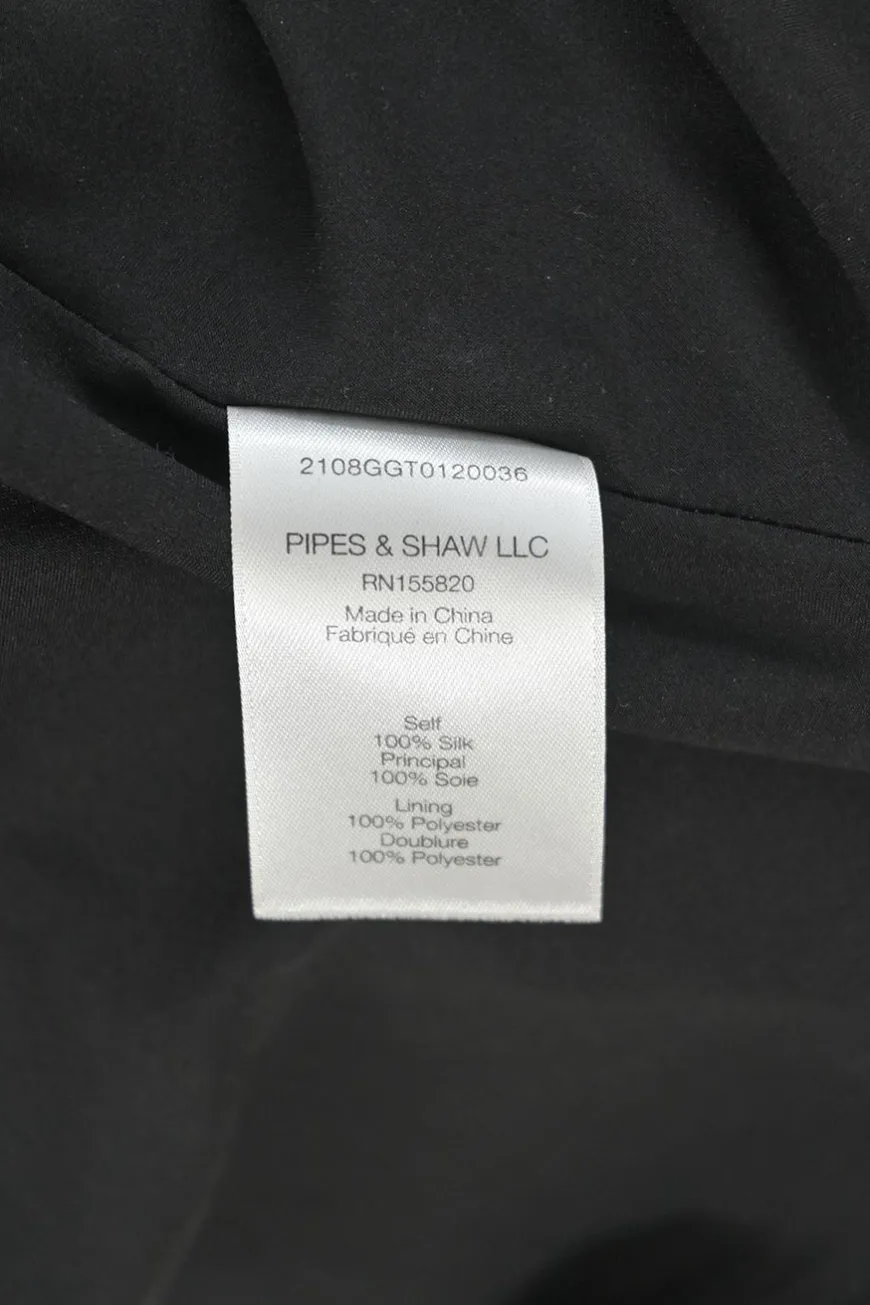 2108GGT0120036
PIPES & SHAW LLC
RN155820
Made in China
Fabriqué en Chine
Self
100% Silk
Principal
100% Soie
Lining
100% Polyester
Doublure
100% Polyester